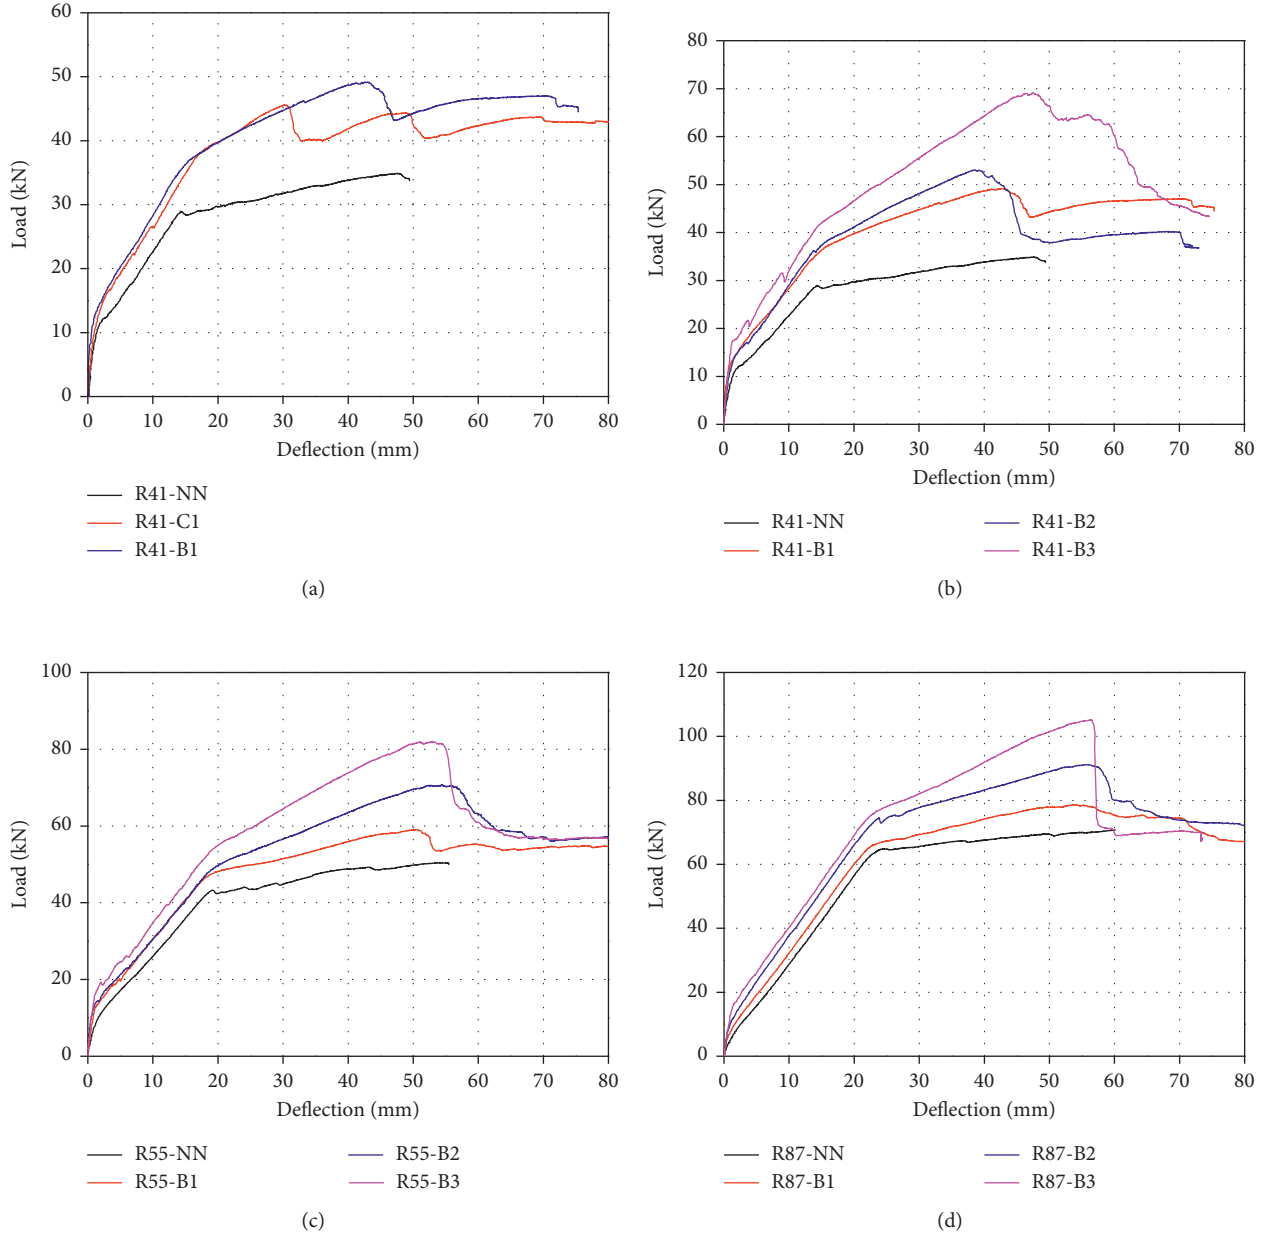 60
50
40
30
20
10
0
Load (kN)
0 10 20 30 40 50 60 70 80
Deflection (mm)
R41-NN
R41-C1
R41-B1
(a)
80
70
60
50
40
30
20
10
0
Load (kN)
0 10 20 30 40 50 60 70 80
Deflection (mm)
R41-NN R41-B2
R41-B1 R41-B3
(b)
100
80
60
40
20
0
Load (kN)
0 10 20 30 40 50 60 70 80
Deflection (mm)
R55-NN R55-B2
R55-B1 R55-B3
(c)
120
100
80
60
40
20
0
Load (kN)
0 10 20 30 40 50 60 70 80
Deflection (mm)
R87-NN R87-B2
R87-B1 R87-B3
(d)